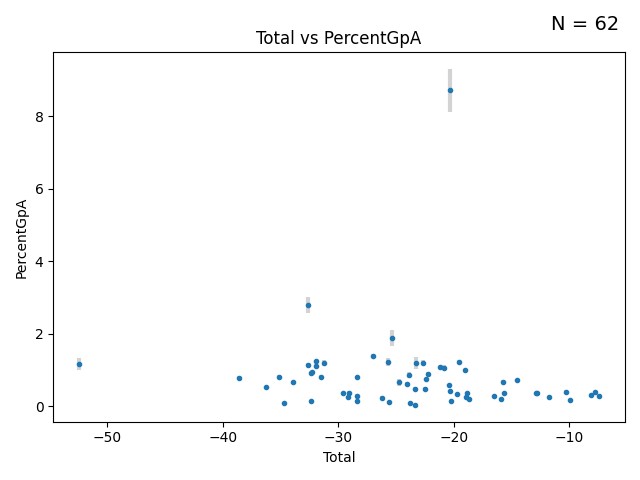 N = 62
Total vs PercentGpA
PercentGpA
8
6
4
2
0
−50 −40 −30 −20 −10
Total